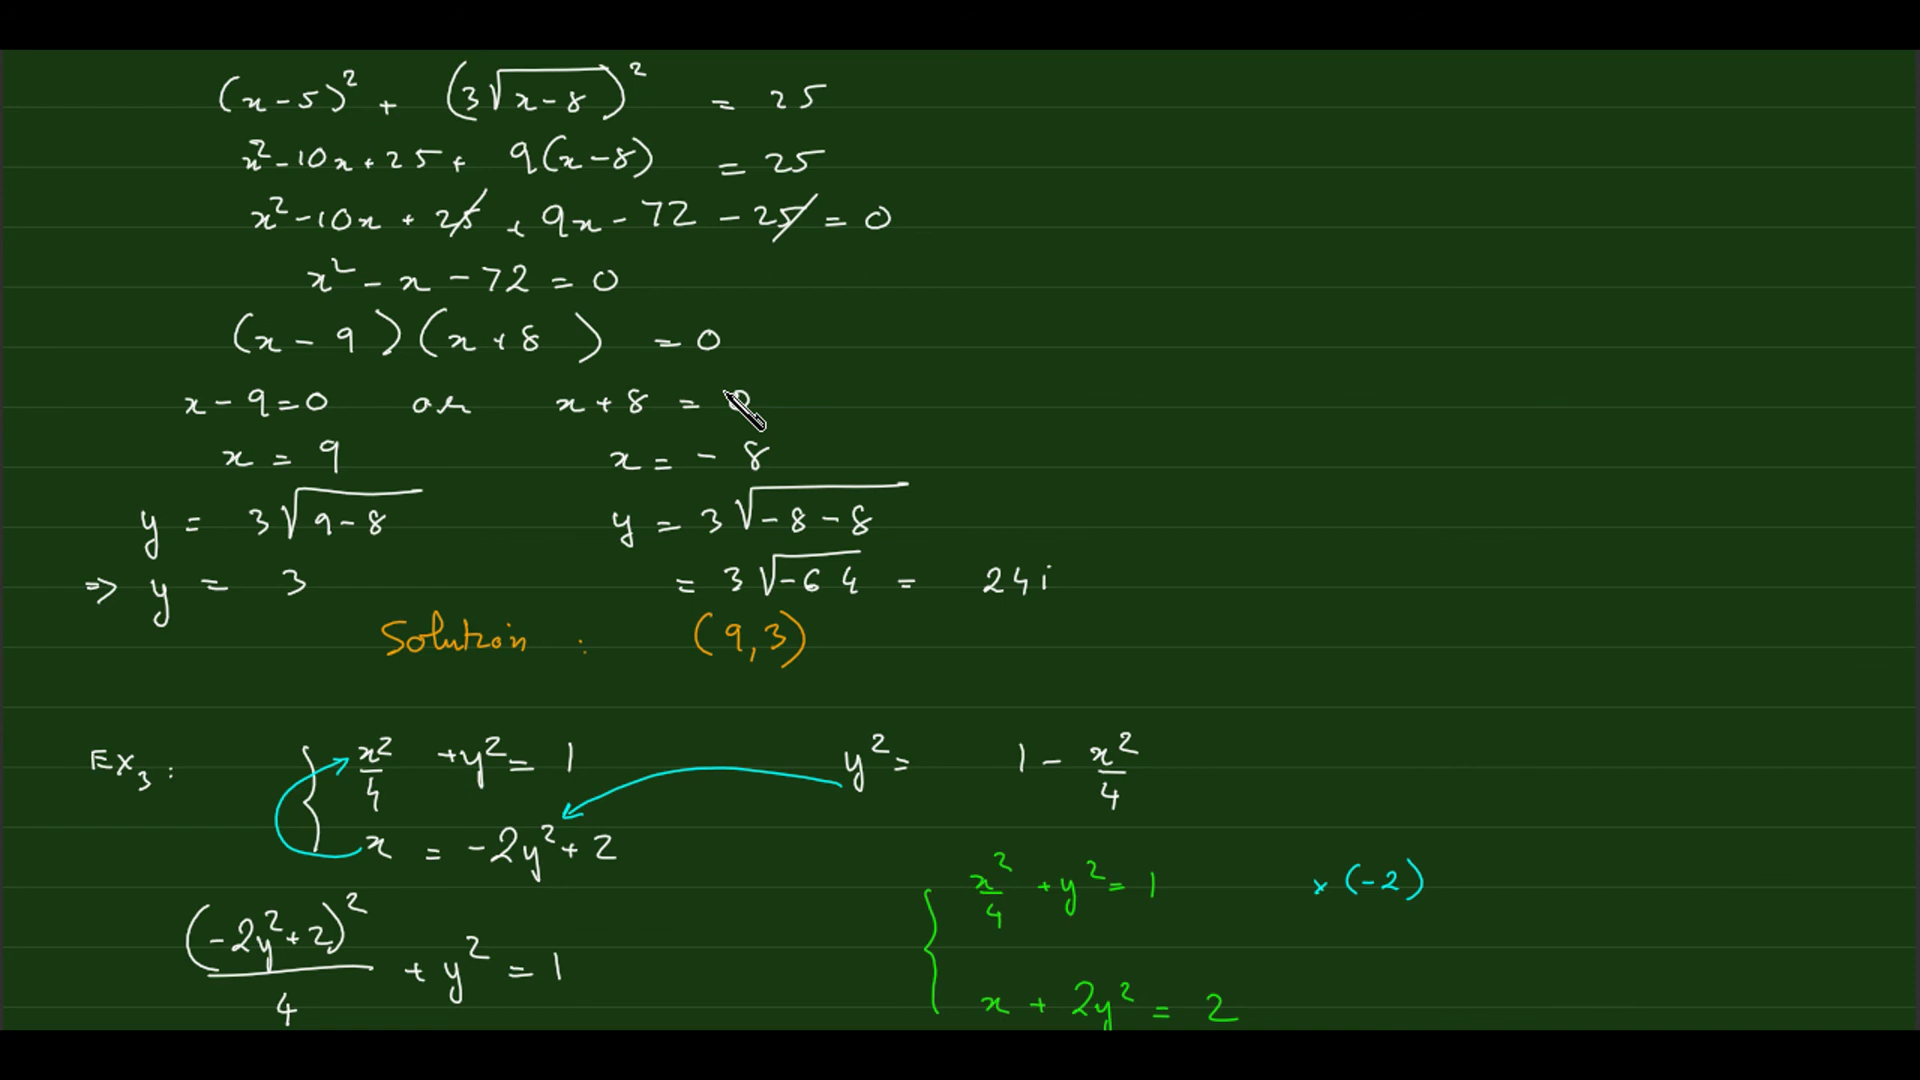 (x-5)² + (3√(x-8))² = 25
x²-10x+25+ 9(x-8) = 25
x²-10x+25+9x-72-25=0
x²-x-72=0
(x-9)(x+8)=0
x-9=0 or x+8=0
x=9 x=-8
y=3√(9-8) y=3√(-8-8)
⇒ y=3 =3√(-64) = 24i
Solution : (9,3)
EX₃: { x²/4 +y²=1 y²= 1-x²/4
x = -2y²+2
x²/4 +y²=1 ×(-2)
(-2y²+2)²/4 + y²=1
{ x+2y²=2